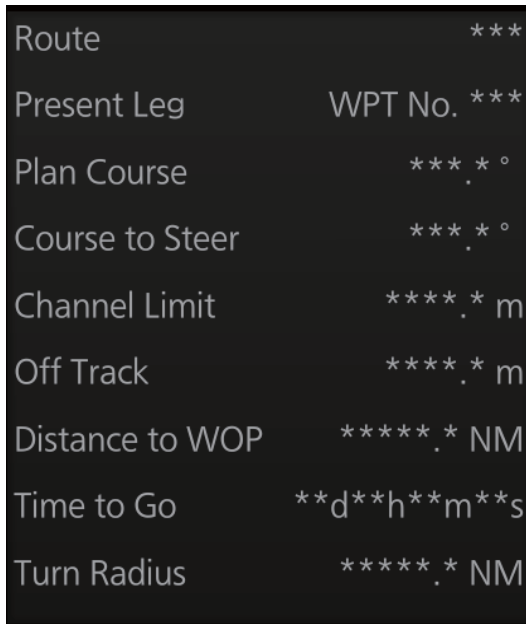 Route ***
Present Leg WPT No. ***
Plan Course ***.* °
Course to Steer ***.* °
Channel Limit ****.* m
Off Track ****.* m
Distance to WOP *****.* NM
Time to Go **d**h**m**s
Turn Radius *****.* NM